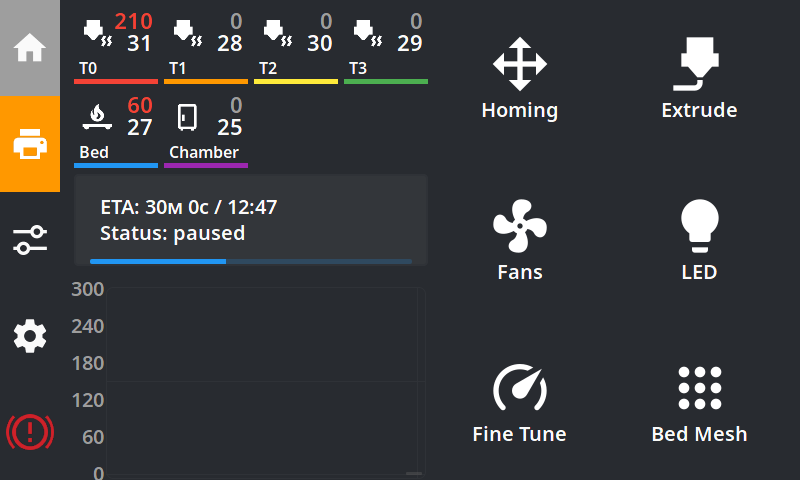 210 0 0 0
31 28 30 29
T0 T1 T2 T3
60 0
27 25
Bed Chamber
ETA: 30м 0с / 12:47
Status: paused
300
240
180
120
60
0
Homing Extrude
Fans LED
Fine Tune Bed Mesh